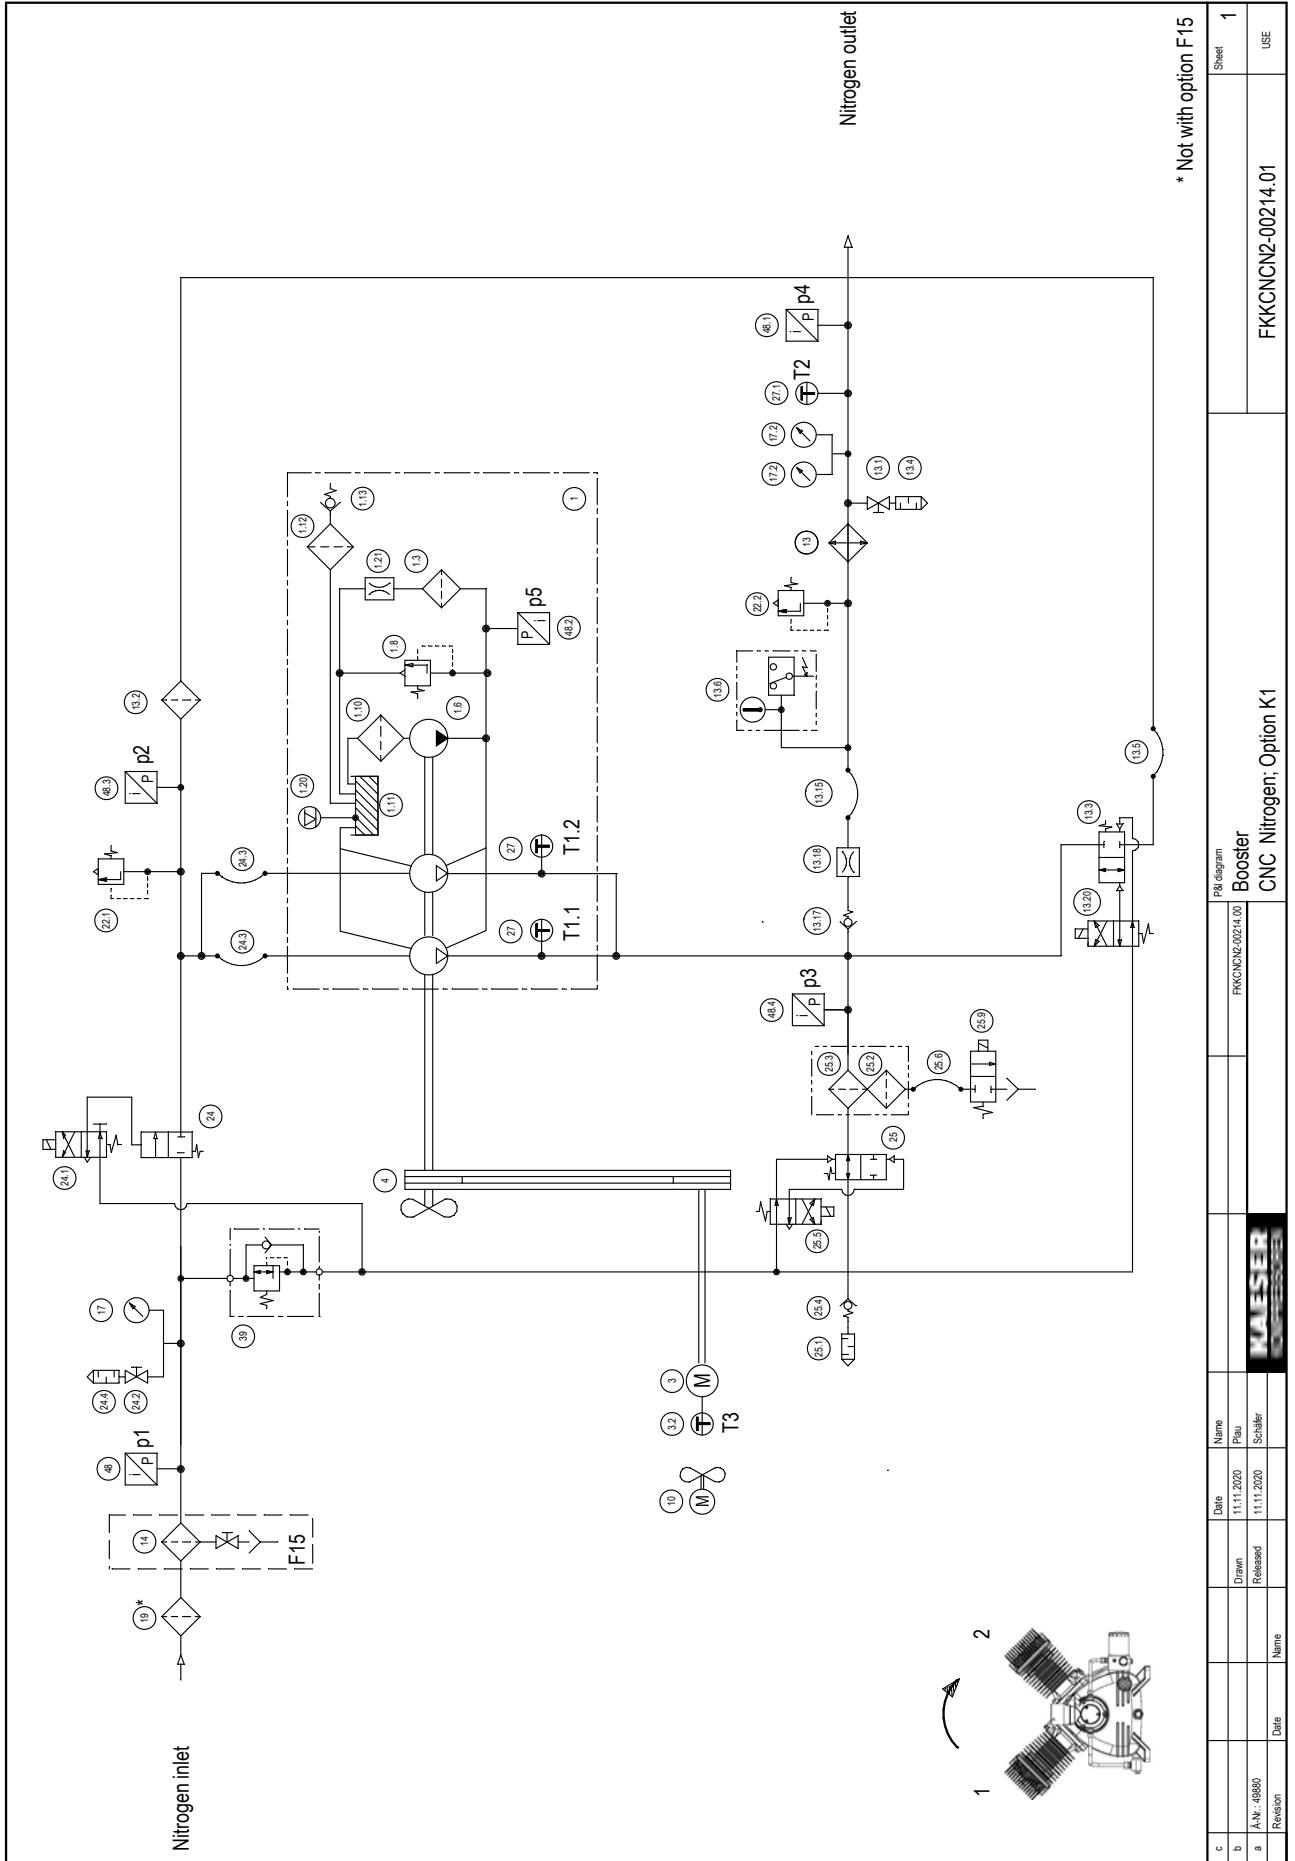 Nitrogen inlet
19
*
14
F15
48
p1
24.4
24.2
17
39
24.1
24
22.1
24.3
24.3
48.3
p2
13.2
1
1.20
1.11
1.10
1.6
1.8
1.21
1.3
1.12
1.13
p5
48.2
27
T1.1
27
T1.2
4
3
3.2
T3
10
25.1
25.4
25.5
25
25.3
25.2
25.6
25.9
48.4
p3
13.17
13.18
13.15
13.6
22.2
13
13.1
13.4
17.2
17.2
27.1
T2
48.1
p4
Nitrogen outlet
13.20
13.3
13.5
1
2
* Not with option F15
c
b
a
Ä-Nr.: 49880
Revision
Date
Name
Drawn
Released
Date
11.11.2020
11.11.2020
Name
Plau
Schäfer
KAESER
FKKCNCN2-00214.00
P&I diagram
Booster
CNC Nitrogen; Option K1
FKKCNCN2-00214.01
Sheet
1
USE